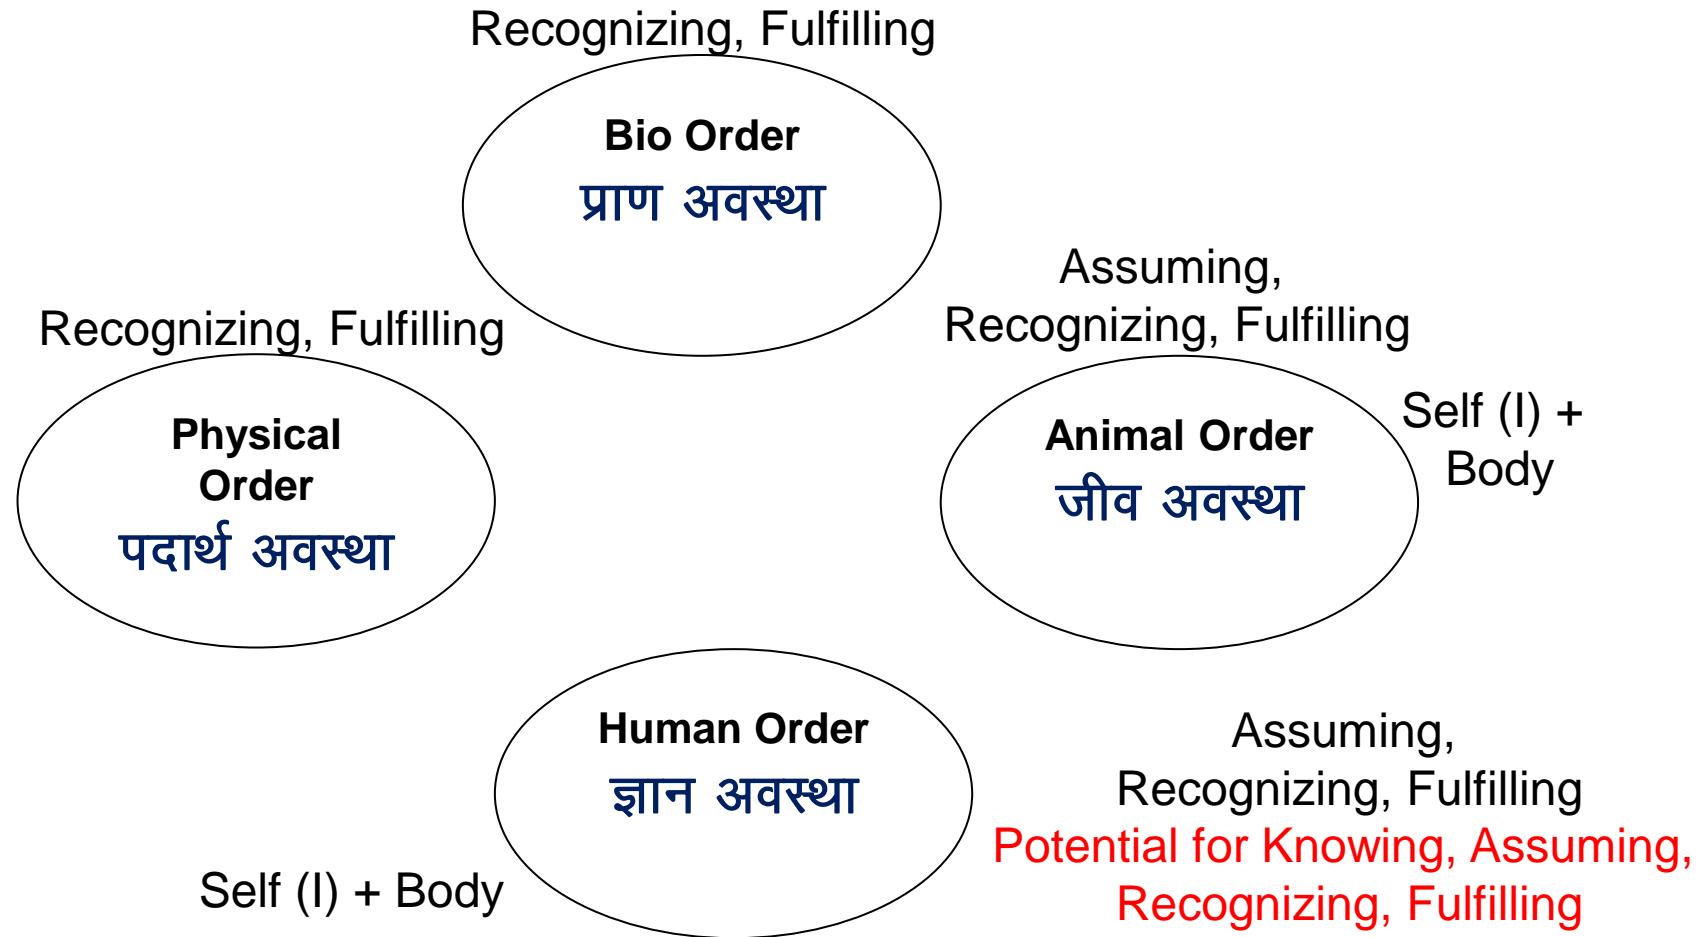 Recognizing, Fulfilling
Bio Order
प्राण अवस्था
Assuming,
Recognizing, Fulfilling
Recognizing, Fulfilling
Physical
Order
पदार्थ अवस्था
Animal Order
जीव अवस्था
Self (I) +
Body
Human Order
ज्ञान अवस्था
Assuming,
Recognizing, Fulfilling
Potential for Knowing, Assuming,
Recognizing, Fulfilling
Self (I) + Body